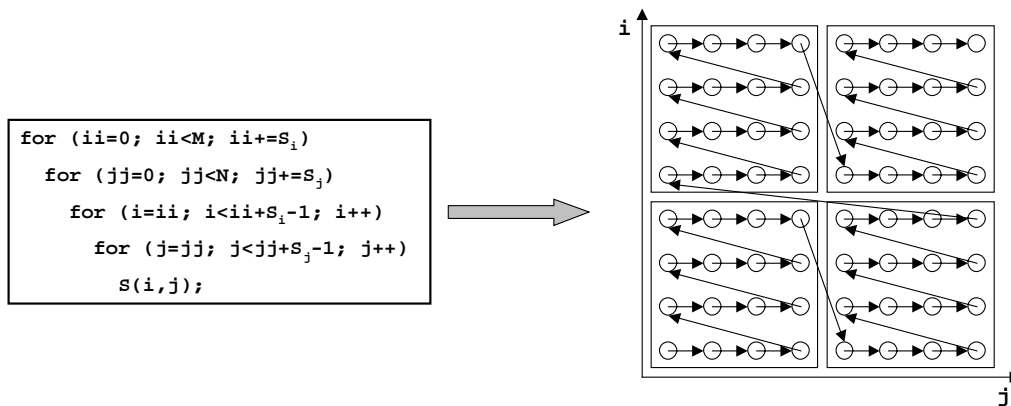 for (ii=0; ii<M; ii+=Si)
for (jj=0; jj<N; jj+=Sj)
for (i=ii; i<ii+Si-1; i++)
for (j=jj; j<jj+Sj-1; j++)
S(i,j);
i
j